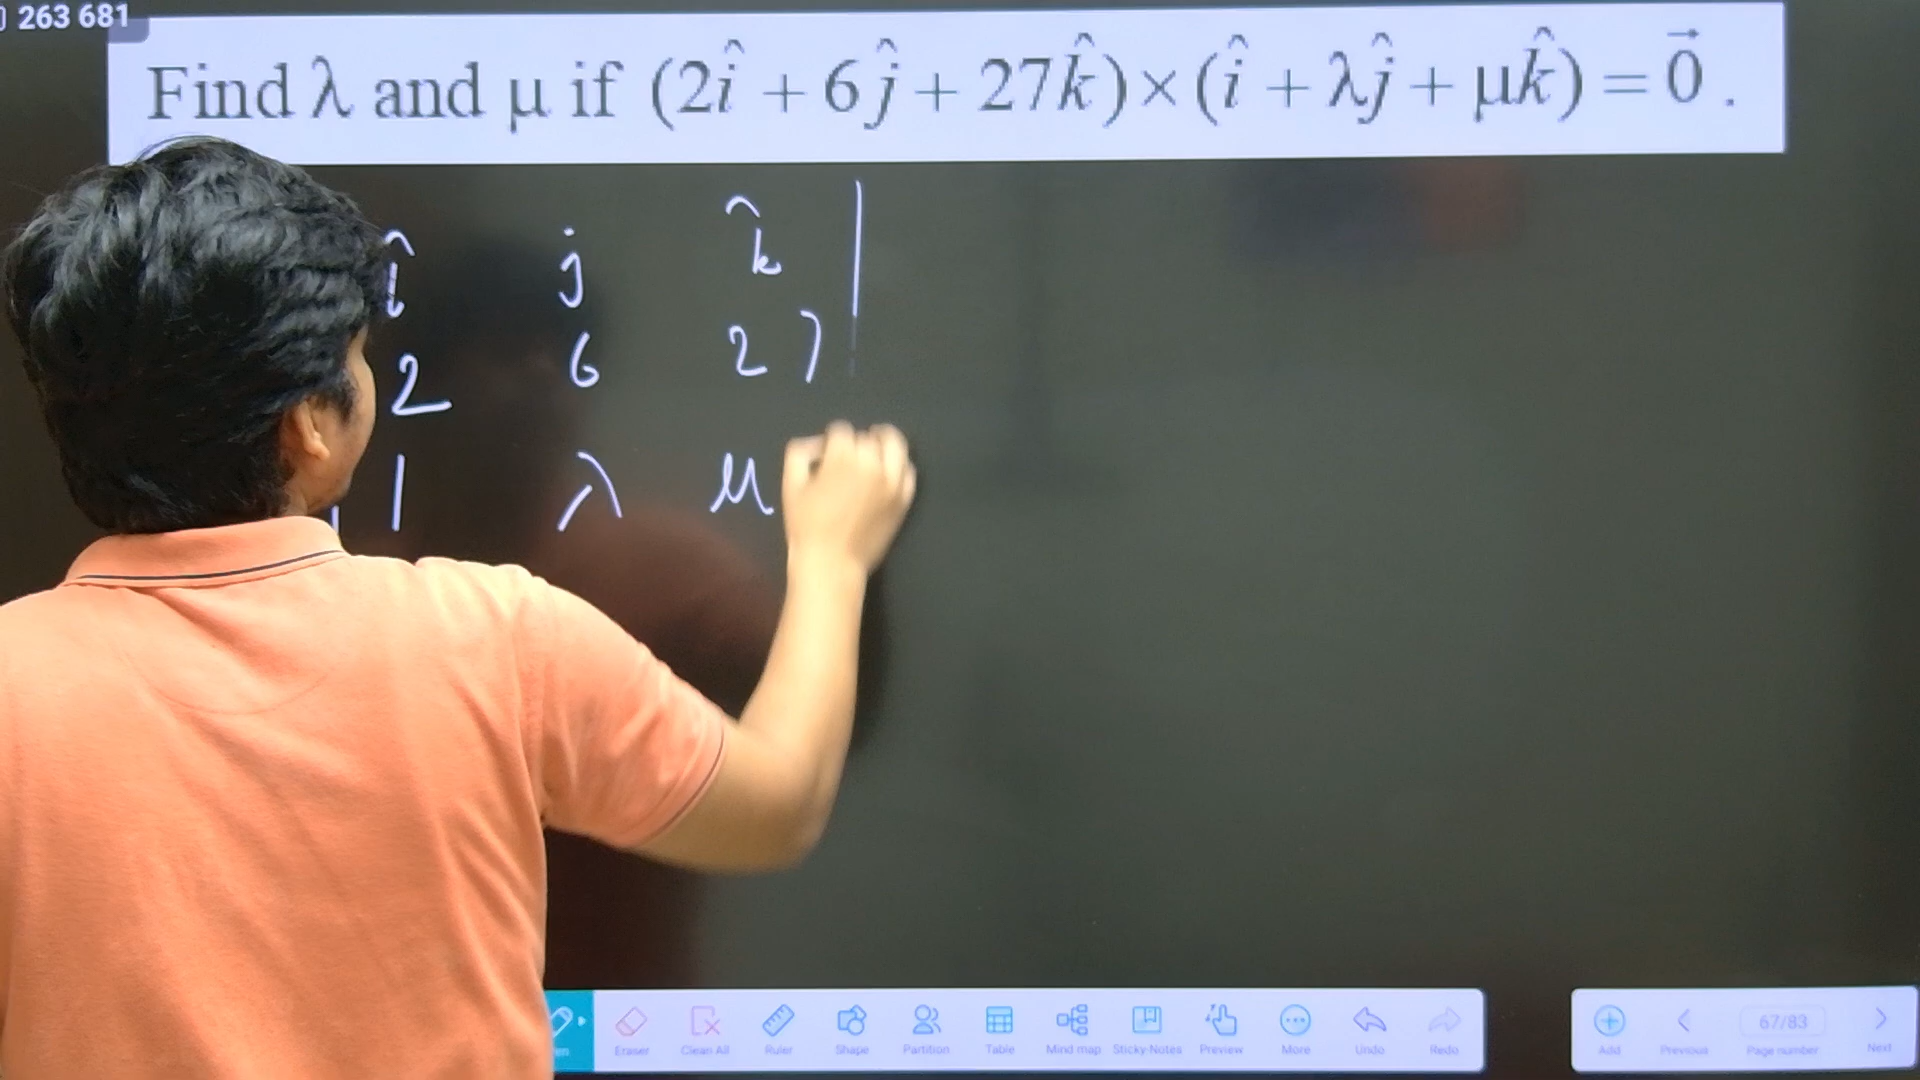 263 681
Find λ and μ if (2î + 6ĵ + 27k̂) × (î + λĵ + μk̂) = 0⃗ .
î j k̂
2 6 27
1 λ μ
Eraser Clean All Ruler Shape Partition Table Mind map Sticky Notes Preview More Undo Redo
67/83
Add Previous Page number Next